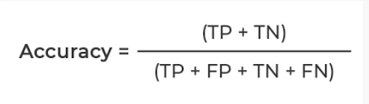 (TP + TN)
Accuracy =
(TP + FP + TN + FN)